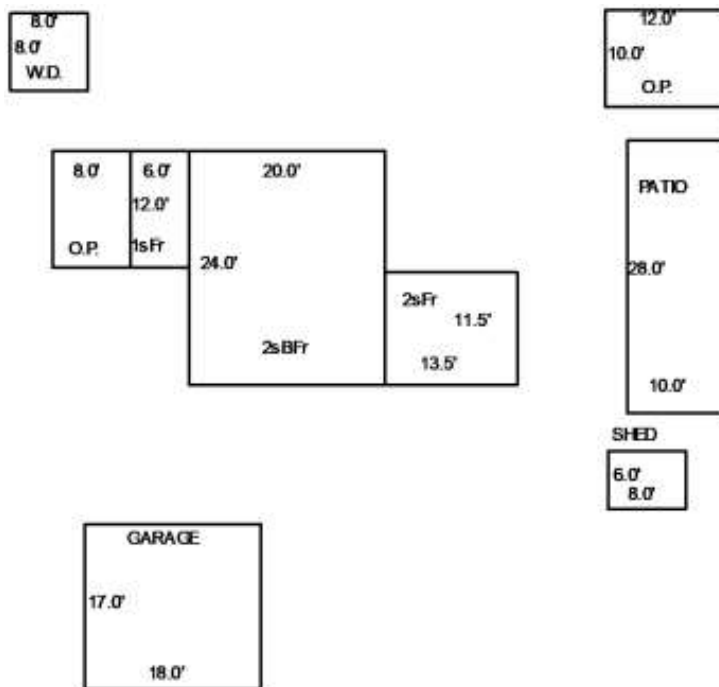 8.0'
8.0'
W.D.
12.0'
10.0'
O.P.
8.0'
6.0'
20.0'
12.0'
O.P.
1sFr
24.0'
2sBFr
2sFr
11.5'
13.5'
PATIO
28.0'
10.0'
SHED
6.0'
8.0'
GARAGE
17.0'
18.0'